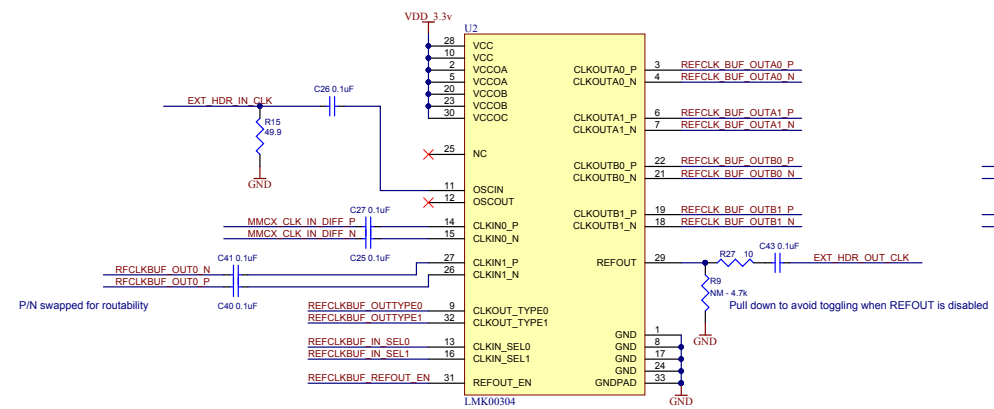 VDD_3.3v
U2
28 VCC
10 VCC
2 VCCOA
5 VCCOA
20 VCCOB
23 VCCOB
30 VCCOC
CLKOUTA0_P 3 REFCLK_BUF_OUTA0_P
CLKOUTA0_N 4 REFCLK_BUF_OUTA0_N
C26 0.1uF
EXT_HDR_IN_CLK
R15
49.9
GND
CLKOUTA1_P 6 REFCLK_BUF_OUTA1_P
CLKOUTA1_N 7 REFCLK_BUF_OUTA1_N
25 NC
CLKOUTB0_P 22 REFCLK_BUF_OUTB0_P
CLKOUTB0_N 21 REFCLK_BUF_OUTB0_N
11 OSCIN
12 OSCOUT
C27 0.1uF
CLKOUTB1_P 19 REFCLK_BUF_OUTB1_P
CLKOUTB1_N 18 REFCLK_BUF_OUTB1_N
MMCX_CLK_IN_DIFF_P 14 CLKIN0_P
MMCX_CLK_IN_DIFF_N 15 CLKIN0_N
C25 0.1uF
C41 0.1uF
RFCLKBUF_OUT0_N 27 CLKIN1_P
RFCLKBUF_OUT0_P 26 CLKIN1_N
C40 0.1uF
P/N swapped for routability
REFOUT 29
R27 10
C43 0.1uF
EXT_HDR_OUT_CLK
R9
NM - 4.7k
Pull down to avoid toggling when REFOUT is disabled
GND
REFCLKBUF_OUTTYPE0 9 CLKOUT_TYPE0
REFCLKBUF_OUTTYPE1 32 CLKOUT_TYPE1
REFCLKBUF_IN_SEL0 13 CLKIN_SEL0
REFCLKBUF_IN_SEL1 16 CLKIN_SEL1
REFCLKBUF_REFOUT_EN 31 REFOUT_EN
GND 1
GND 8
GND 17
GND 24
GNDPAD 33
LMK00304
GND